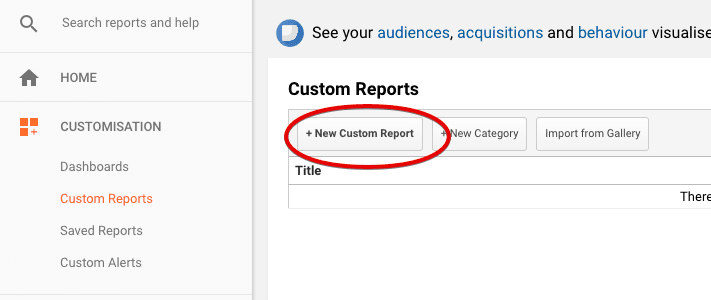 Search reports and help
HOME
CUSTOMISATION
Dashboards
Custom Reports
Saved Reports
Custom Alerts
See your audiences, acquisitions and behaviour visualise
Custom Reports
+ New Custom Report
+ New Category
Import from Gallery
Title
There